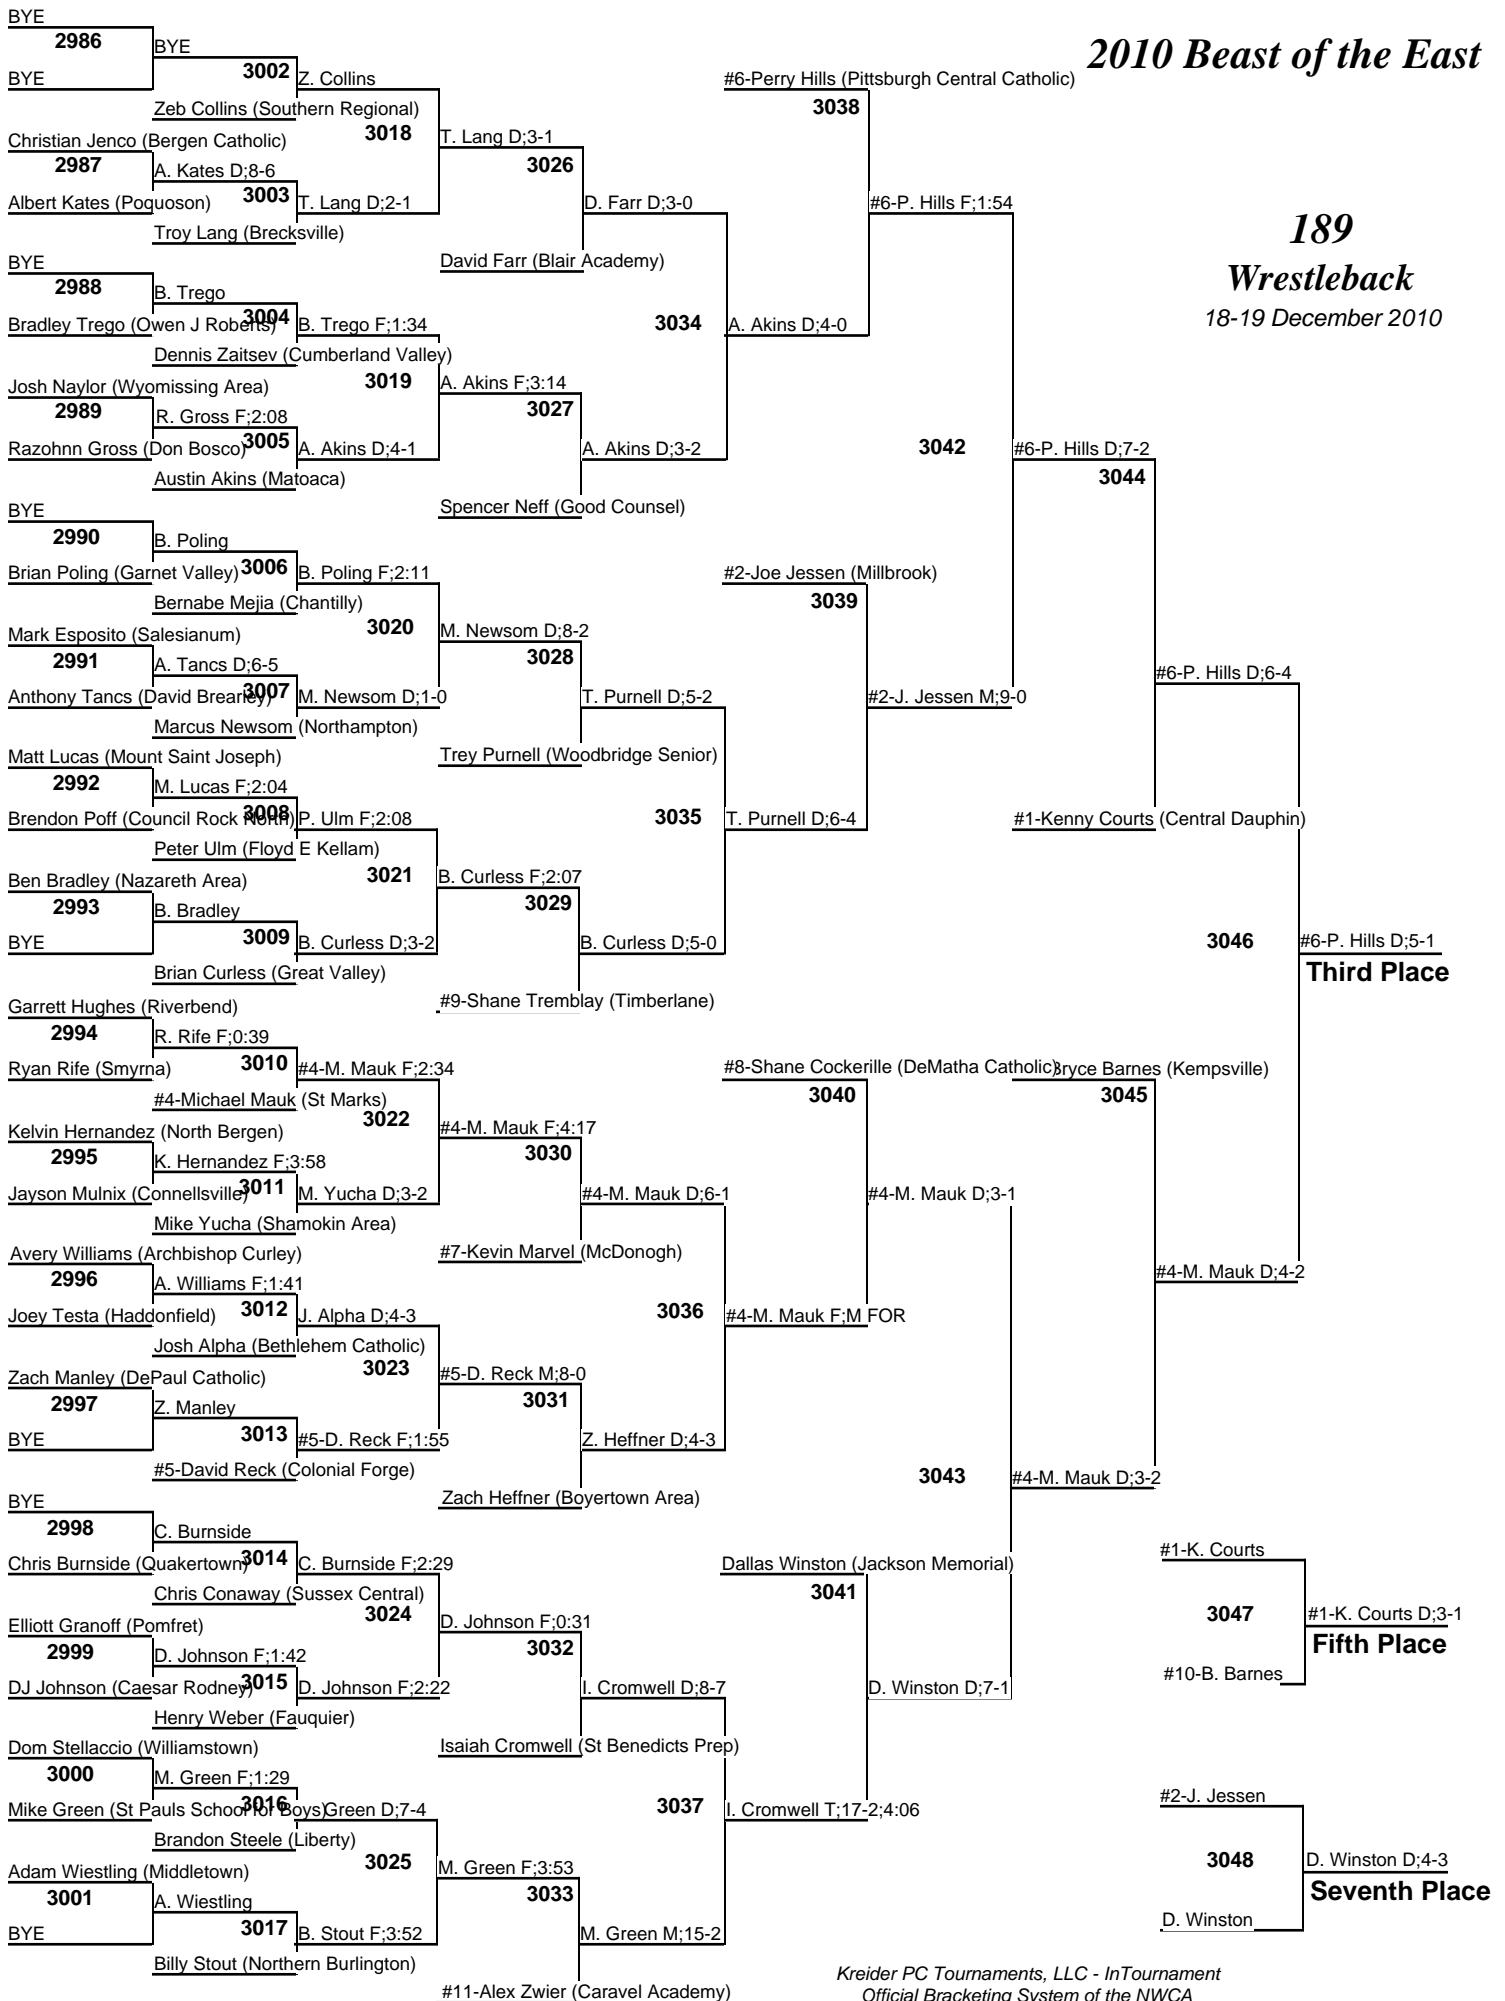 2010 Beast of the East
189
Wrestleback
18-19 December 2010
BYE
2986
BYE
BYE
3002
Z. Collins
Zeb Collins (Southern Regional)
3018
Christian Jenco (Bergen Catholic)
2987
A. Kates D;8-6
Albert Kates (Poquoson)
3003
T. Lang D;2-1
Troy Lang (Brecksville)
T. Lang D;3-1
3026
D. Farr D;3-0
David Farr (Blair Academy)
BYE
2988
B. Trego
Bradley Trego (Owen J Roberts)
3004
B. Trego F;1:34
Dennis Zaitsev (Cumberland Valley)
3019
Josh Naylor (Wyomissing Area)
2989
R. Gross F;2:08
Razohnn Gross (Don Bosco)
3005
A. Akins D;4-1
Austin Akins (Matoaca)
A. Akins F;3:14
3027
A. Akins D;3-2
Spencer Neff (Good Counsel)
3034
A. Akins D;4-0
#6-Perry Hills (Pittsburgh Central Catholic)
3038
#6-P. Hills F;1:54
BYE
2990
B. Poling
Brian Poling (Garnet Valley)
3006
B. Poling F;2:11
Bernabe Mejia (Chantilly)
3020
Mark Esposito (Salesianum)
2991
A. Tancs D;6-5
Anthony Tancs (David Brearley)
3007
M. Newsom D;1-0
Marcus Newsom (Northampton)
M. Newsom D;8-2
3028
T. Purnell D;5-2
Trey Purnell (Woodbridge Senior)
Matt Lucas (Mount Saint Joseph)
2992
M. Lucas F;2:04
Brendon Poff (Council Rock North)
3008
P. Ulm F;2:08
Peter Ulm (Floyd E Kellam)
3021
Ben Bradley (Nazareth Area)
2993
B. Bradley
BYE
3009
B. Curless D;3-2
Brian Curless (Great Valley)
B. Curless F;2:07
3029
B. Curless D;5-0
#9-Shane Tremblay (Timberlane)
3035
T. Purnell D;6-4
#2-Joe Jessen (Millbrook)
3039
#2-J. Jessen M;9-0
3042
#6-P. Hills D;7-2
3044
#6-P. Hills D;6-4
#1-Kenny Courts (Central Dauphin)
3046
#6-P. Hills D;5-1
Third Place
Garrett Hughes (Riverbend)
2994
R. Rife F;0:39
Ryan Rife (Smyrna)
3010
#4-M. Mauk F;2:34
#4-Michael Mauk (St Marks)
3022
Kelvin Hernandez (North Bergen)
2995
K. Hernandez F;3:58
Jayson Mulnix (Connellsville)
3011
M. Yucha D;3-2
Mike Yucha (Shamokin Area)
#4-M. Mauk F;4:17
3030
#4-M. Mauk D;6-1
#7-Kevin Marvel (McDonogh)
Avery Williams (Archbishop Curley)
2996
A. Williams F;1:41
Joey Testa (Haddonfield)
3012
J. Alpha D;4-3
Josh Alpha (Bethlehem Catholic)
3023
Zach Manley (DePaul Catholic)
2997
Z. Manley
BYE
3013
#5-D. Reck F;1:55
#5-David Reck (Colonial Forge)
#5-D. Reck M;8-0
3031
Z. Heffner D;4-3
Zach Heffner (Boyertown Area)
3036
#4-M. Mauk F;M FOR
#8-Shane Cockerille (DeMatha Catholic)
3040
#4-M. Mauk D;3-1
Bryce Barnes (Kempsville)
3045
#4-M. Mauk D;4-2
BYE
2998
C. Burnside
Chris Burnside (Quakertown)
3014
C. Burnside F;2:29
Chris Conaway (Sussex Central)
3024
Elliott Granoff (Pomfret)
2999
D. Johnson F;1:42
DJ Johnson (Caesar Rodney)
3015
D. Johnson F;2:22
Henry Weber (Fauquier)
D. Johnson F;0:31
3032
I. Cromwell D;8-7
Isaiah Cromwell (St Benedicts Prep)
Dom Stellaccio (Williamstown)
3000
M. Green F;1:29
Mike Green (St Pauls School for Boys)
3016
Green D;7-4
Brandon Steele (Liberty)
3025
Adam Wiestling (Middletown)
3001
A. Wiestling
BYE
3017
B. Stout F;3:52
Billy Stout (Northern Burlington)
M. Green F;3:53
3033
M. Green M;15-2
#11-Alex Zwier (Caravel Academy)
3037
I. Cromwell T;17-2;4:06
Dallas Winston (Jackson Memorial)
3041
D. Winston D;7-1
3043
#4-M. Mauk D;3-2
#1-K. Courts
3047
#1-K. Courts D;3-1
Fifth Place
#10-B. Barnes
#2-J. Jessen
3048
D. Winston D;4-3
Seventh Place
D. Winston
Kreider PC Tournaments, LLC - InTournament
Official Bracketing System of the NWCA